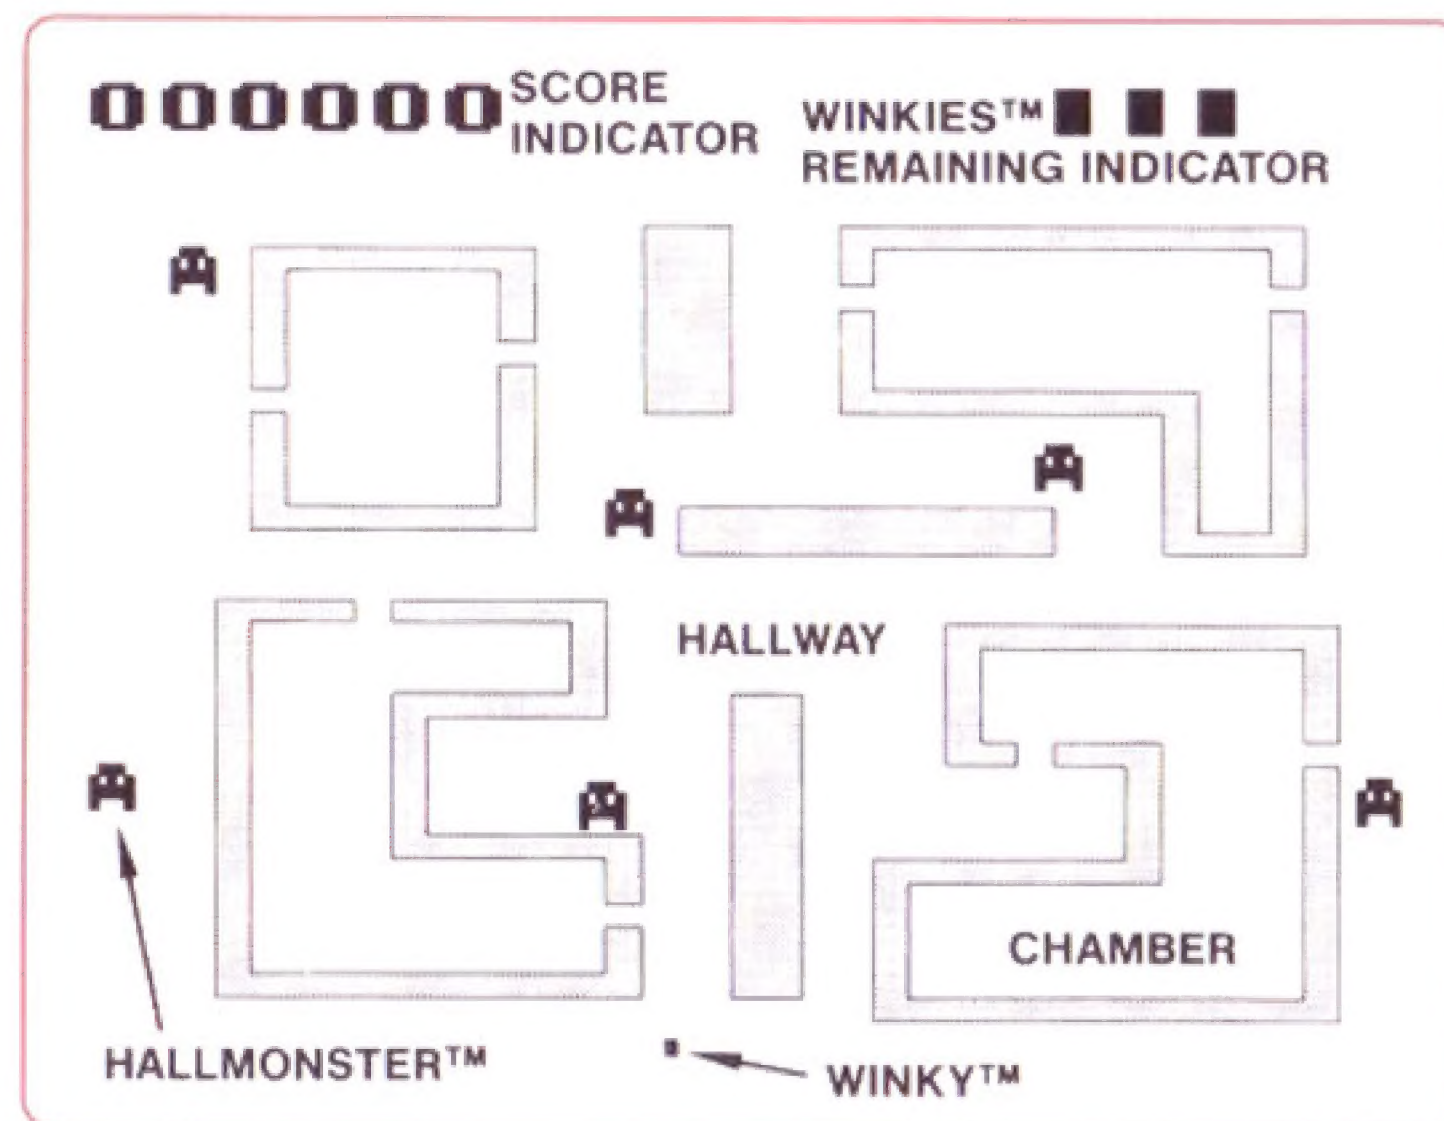 000000 SCORE
INDICATOR
WINKIES™
REMAINING INDICATOR
HALLWAY
CHAMBER
HALLMONSTER™
WINKY™